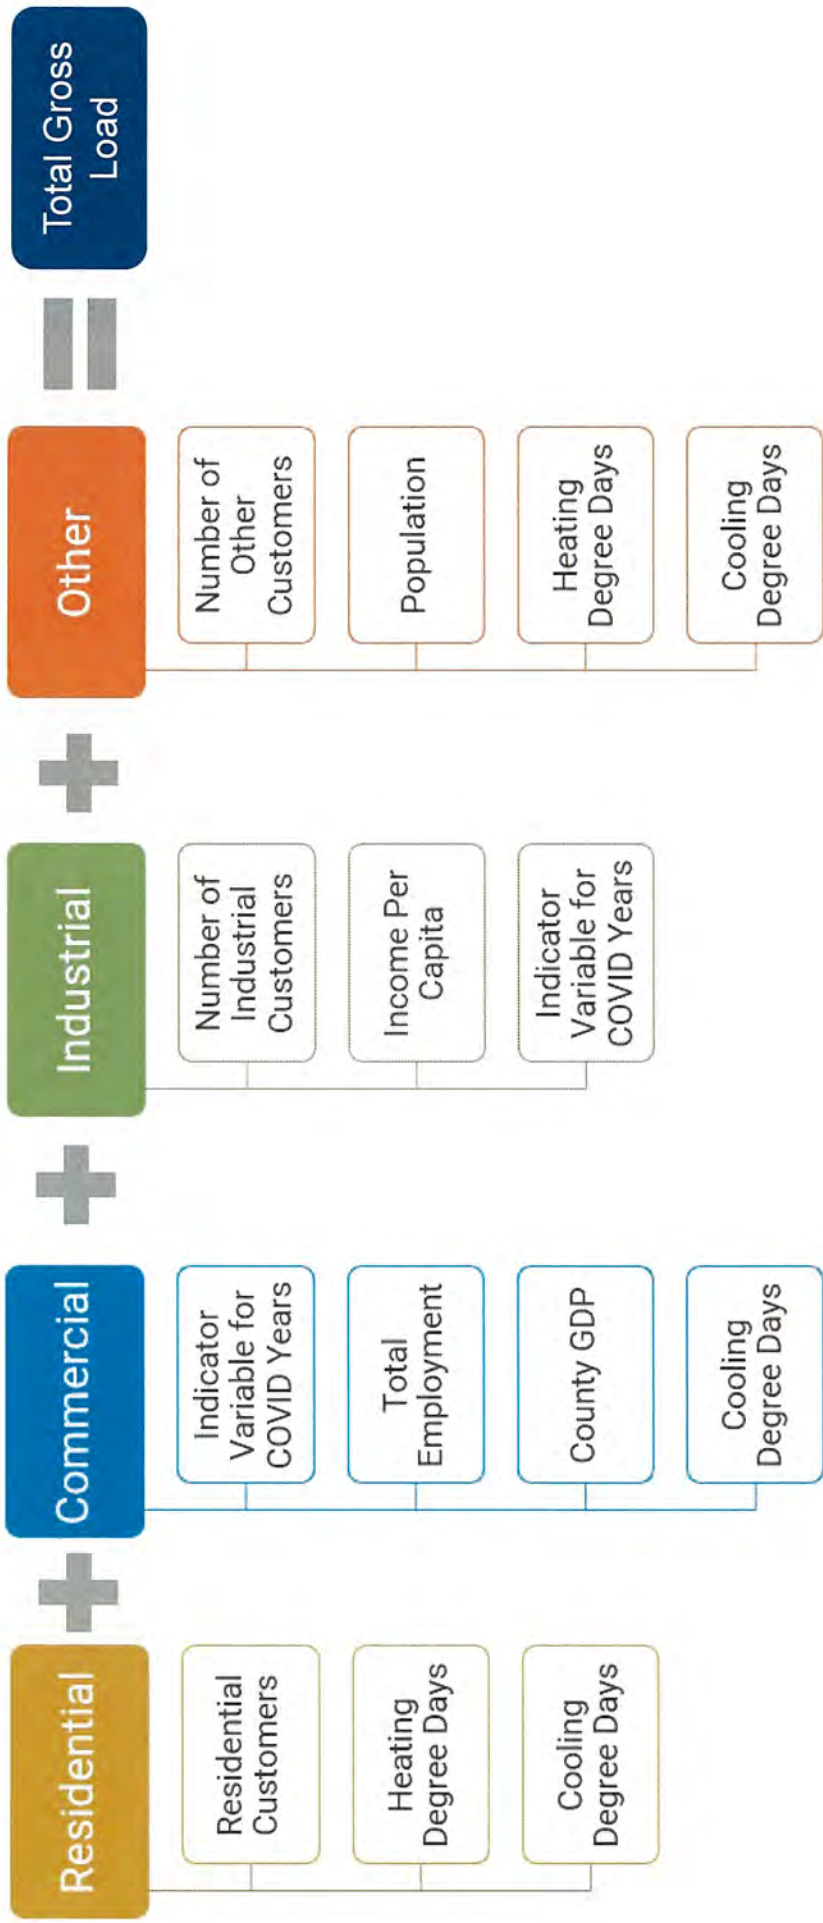 Residential
+
Commercial
+
Industrial
+
Other
=
Total Gross
Load
Residential
Customers
Heating
Degree Days
Cooling
Degree Days
Indicator
Variable for
COVID Years
Total
Employment
County GDP
Cooling
Degree Days
Number of
Industrial
Customers
Income Per
Capita
Indicator
Variable for
COVID Years
Number of
Other
Customers
Population
Heating
Degree Days
Cooling
Degree Days